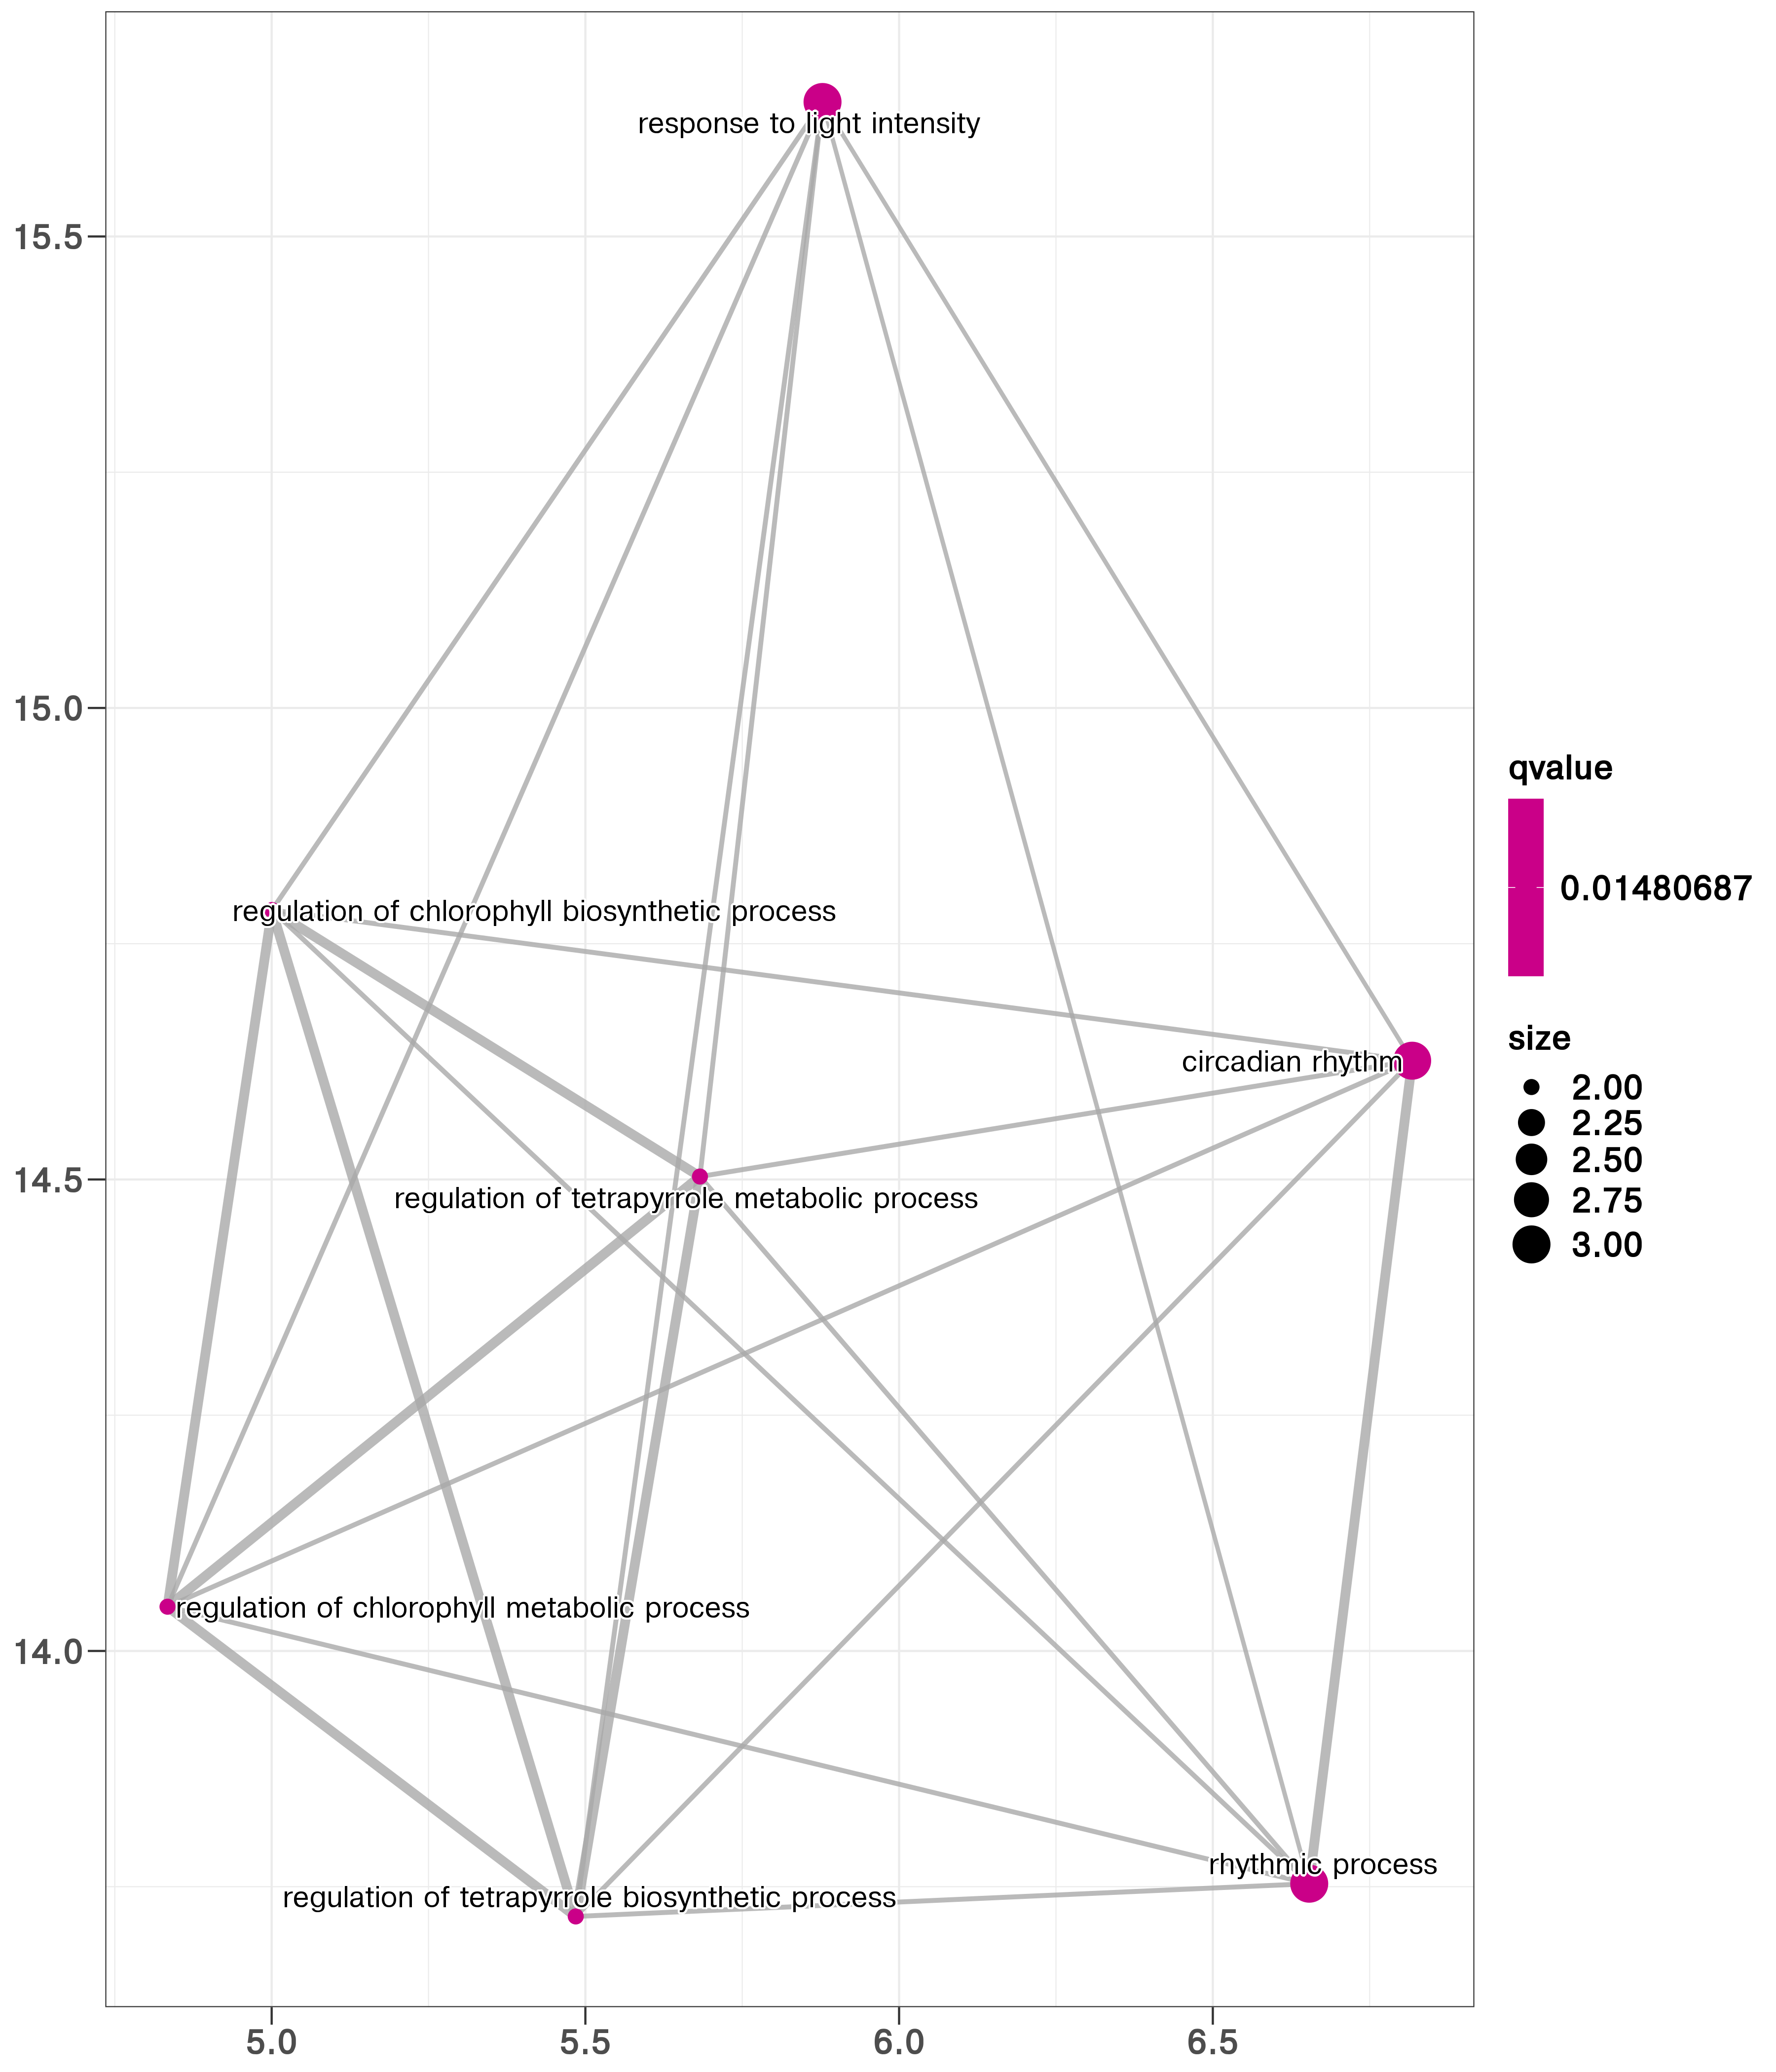 response to light intensity
15.5
15.0
qvalue
0.01480687
regulation of chlorophyll biosynthetic process
size
circadian rhythm
2.00
2.25
2.50
2.75
3.00
14.5
regulation of tetrapyrrole metabolic process
regulation of chlorophyll metabolic process
14.0
rhythmic process
regulation of tetrapyrrole biosynthetic process
5.0
5.5
6.0
6.5